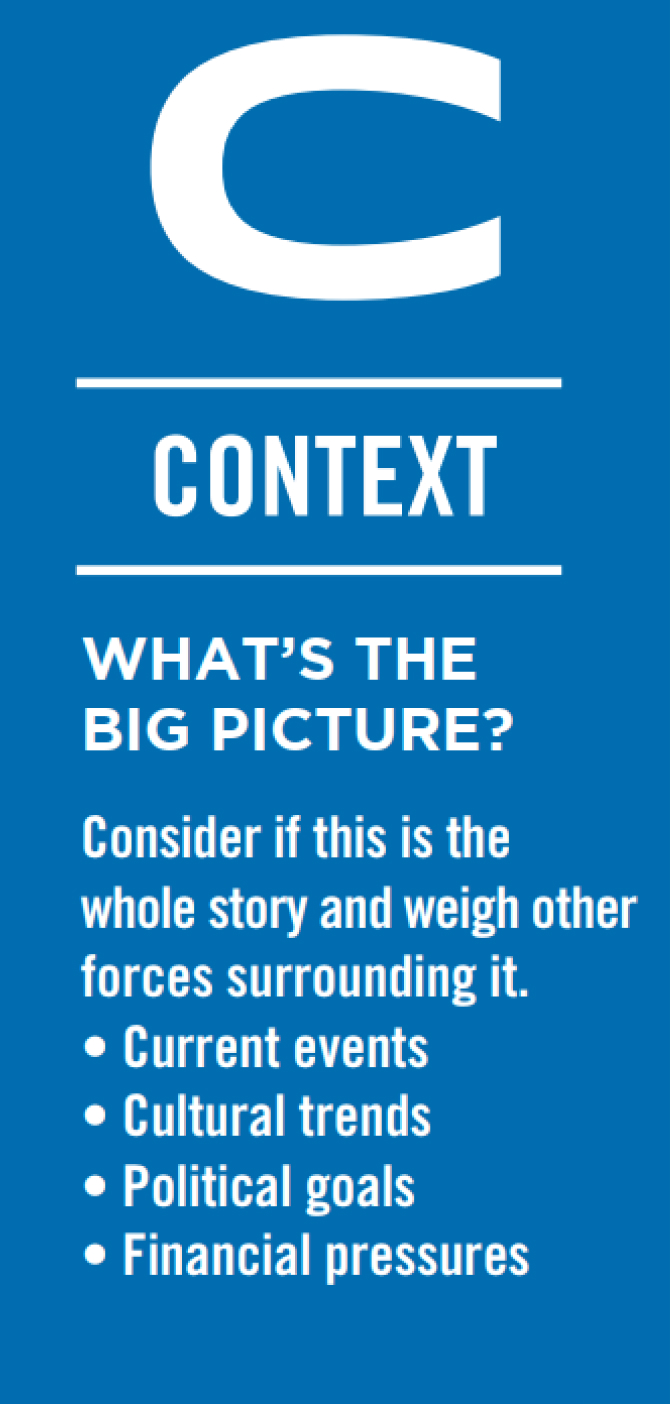 C
CONTEXT
WHAT’S THE
BIG PICTURE?
Consider if this is the
whole story and weigh other
forces surrounding it.
• Current events
• Cultural trends
• Political goals
• Financial pressures